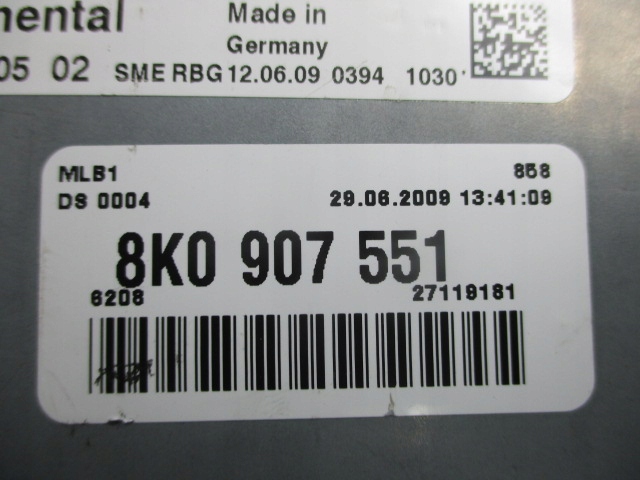 nental Made in
Germany
05 02 SME RBG 12.06.09 0394 1030
MLB1 858
DS 0004 29.06.2009 13:41:09
8K0 907 551
6208 27119181